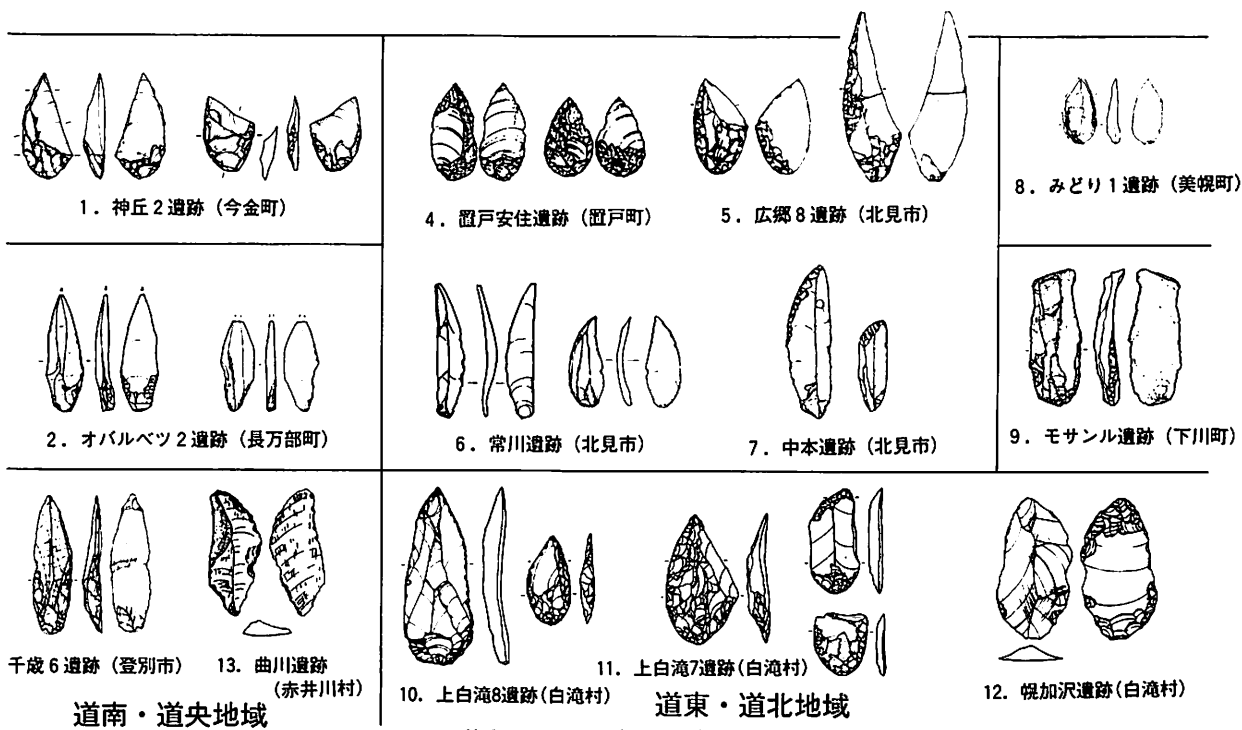 1. 神丘2遺跡(今金町)
4. 置戸安住遺跡(置戸町)
5. 広郷8遺跡(北見市)
8. みどり1遺跡(美幌町)
2. オバルベツ2遺跡(長万部町)
6. 常川遺跡(北見市)
7. 中本遺跡(北見市)
9. モサンル遺跡(下川町)
千歳6遺跡(登別市)
13. 曲川遺跡
(赤井川村)
10. 上白滝8遺跡(白滝村)
11. 上白滝7遺跡(白滝村)
12. 幌加沢遺跡(白滝村)
道南・道央地域
道東・道北地域